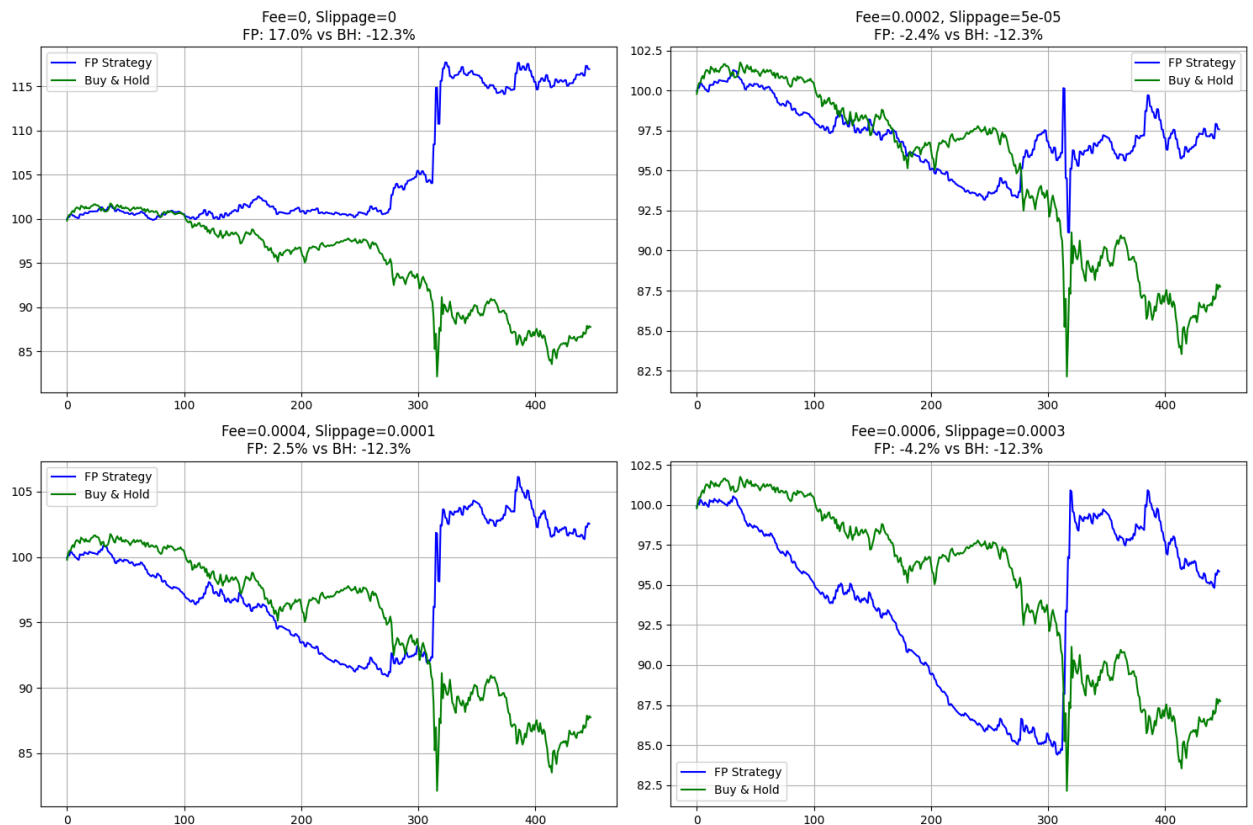 Fee=0, Slippage=0
FP: 17.0% vs BH: -12.3%
FP Strategy
Buy & Hold
115
110
105
100
95
90
85
0 100 200 300 400
Fee=0.0002, Slippage=5e-05
FP: -2.4% vs BH: -12.3%
FP Strategy
Buy & Hold
102.5
100.0
97.5
95.0
92.5
90.0
87.5
85.0
82.5
0 100 200 300 400
Fee=0.0004, Slippage=0.0001
FP: 2.5% vs BH: -12.3%
FP Strategy
Buy & Hold
105
100
95
90
85
0 100 200 300 400
Fee=0.0006, Slippage=0.0003
FP: -4.2% vs BH: -12.3%
102.5
100.0
97.5
95.0
92.5
90.0
87.5
85.0
82.5
FP Strategy
Buy & Hold
0 100 200 300 400